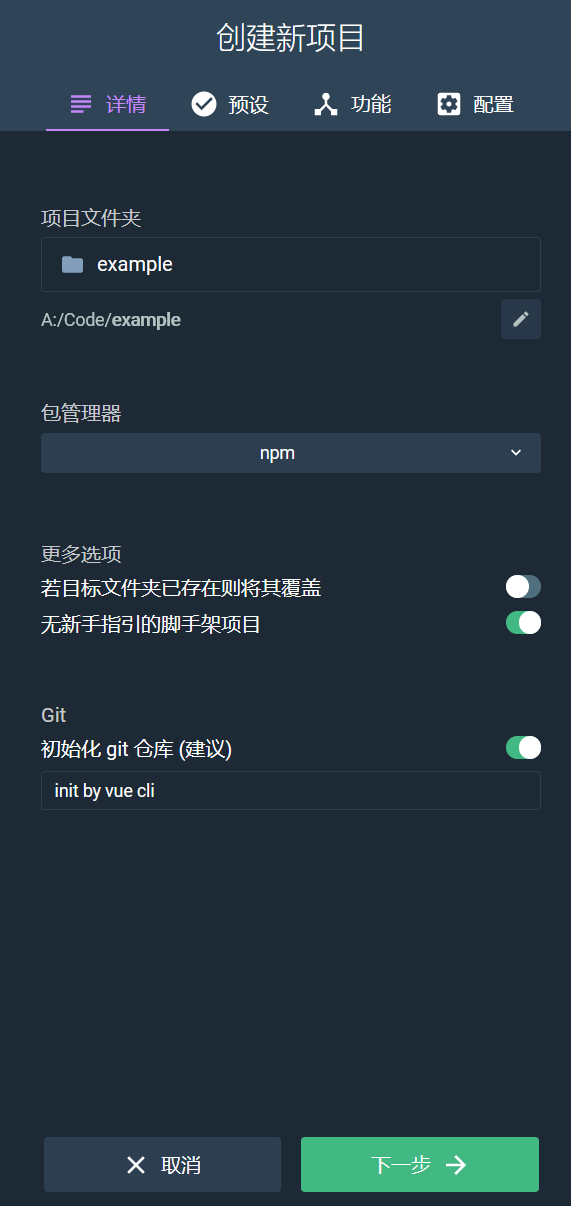 创建新项目
详情 预设 功能 配置
项目文件夹
example
A:/Code/example
包管理器
npm
更多选项
若目标文件夹已存在则将其覆盖
无新手指引的脚手架项目
Git
初始化 git 仓库 (建议)
init by vue cli
取消 下一步